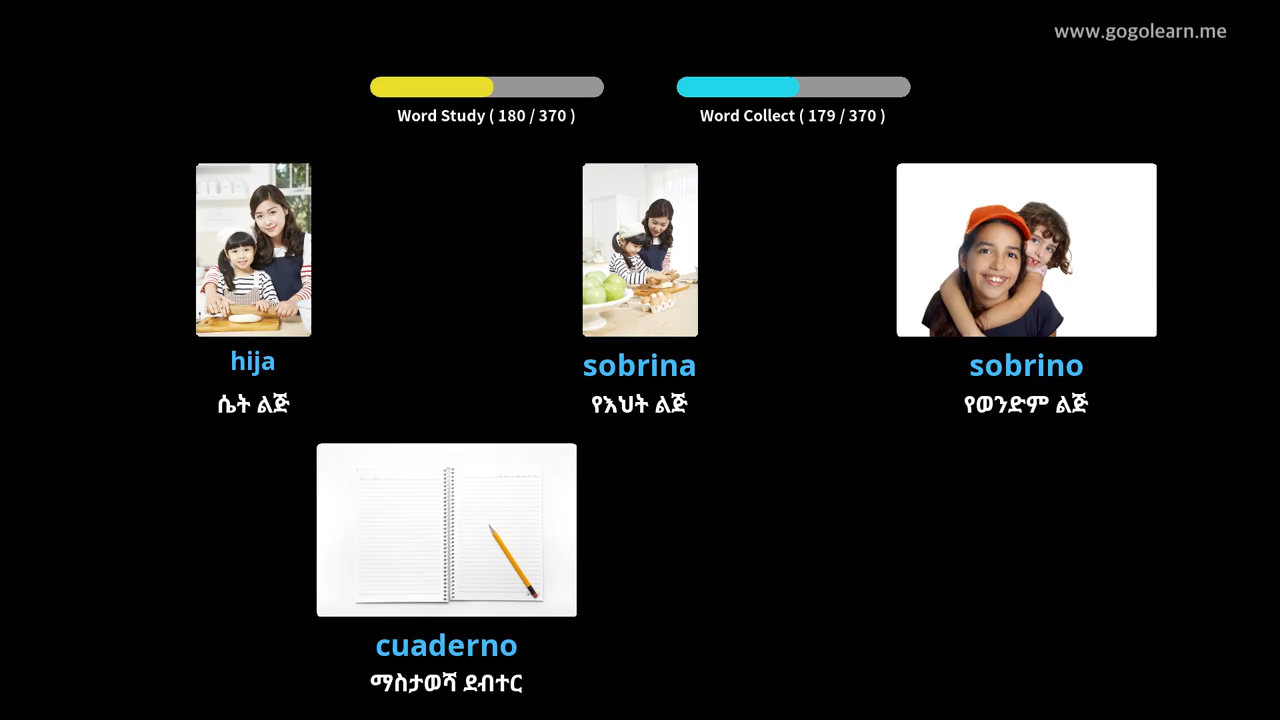 www.gogolearn.me
Word Study ( 180 / 370 )
Word Collect ( 179 / 370 )
hija
ሴት ልጅ
sobrina
የእህት ልጅ
sobrino
የወንድም ልጅ
cuaderno
ማስታወሻ ደብተር